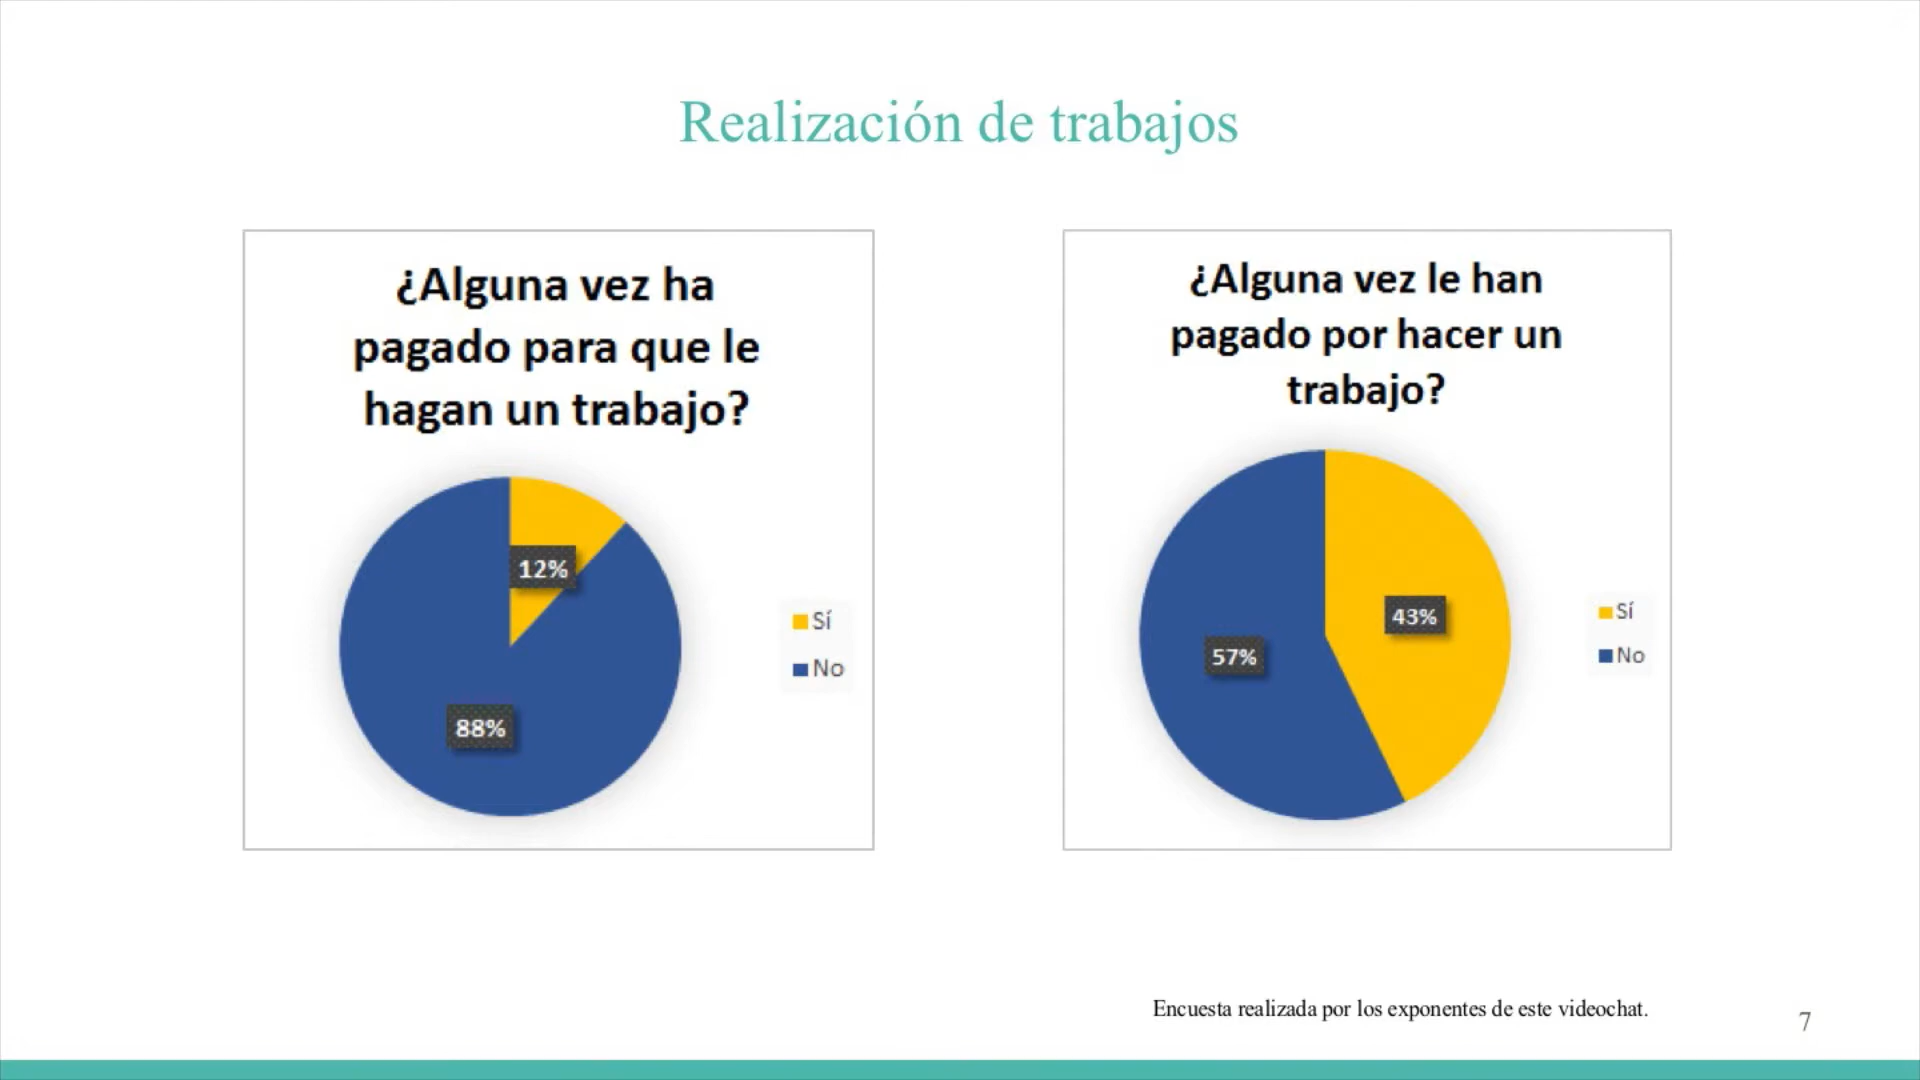 Realización de trabajos
¿Alguna vez ha
pagado para que le
hagan un trabajo?
12%
88%
Sí
No
¿Alguna vez le han
pagado por hacer un
trabajo?
43%
57%
Sí
No
Encuesta realizada por los exponentes de este videochat.
7